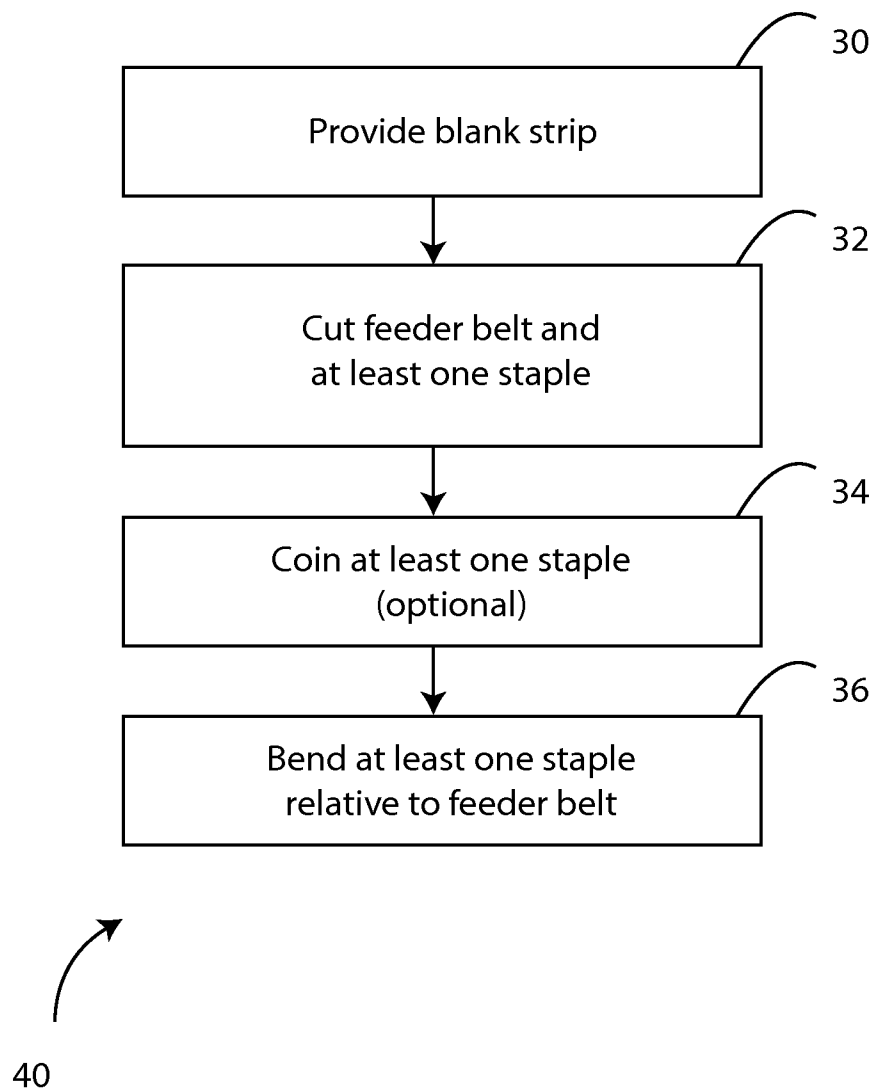 30
Provide blank strip
32
Cut feeder belt and
at least one staple
34
Coin at least one staple
(optional)
36
Bend at least one staple
relative to feeder belt
40